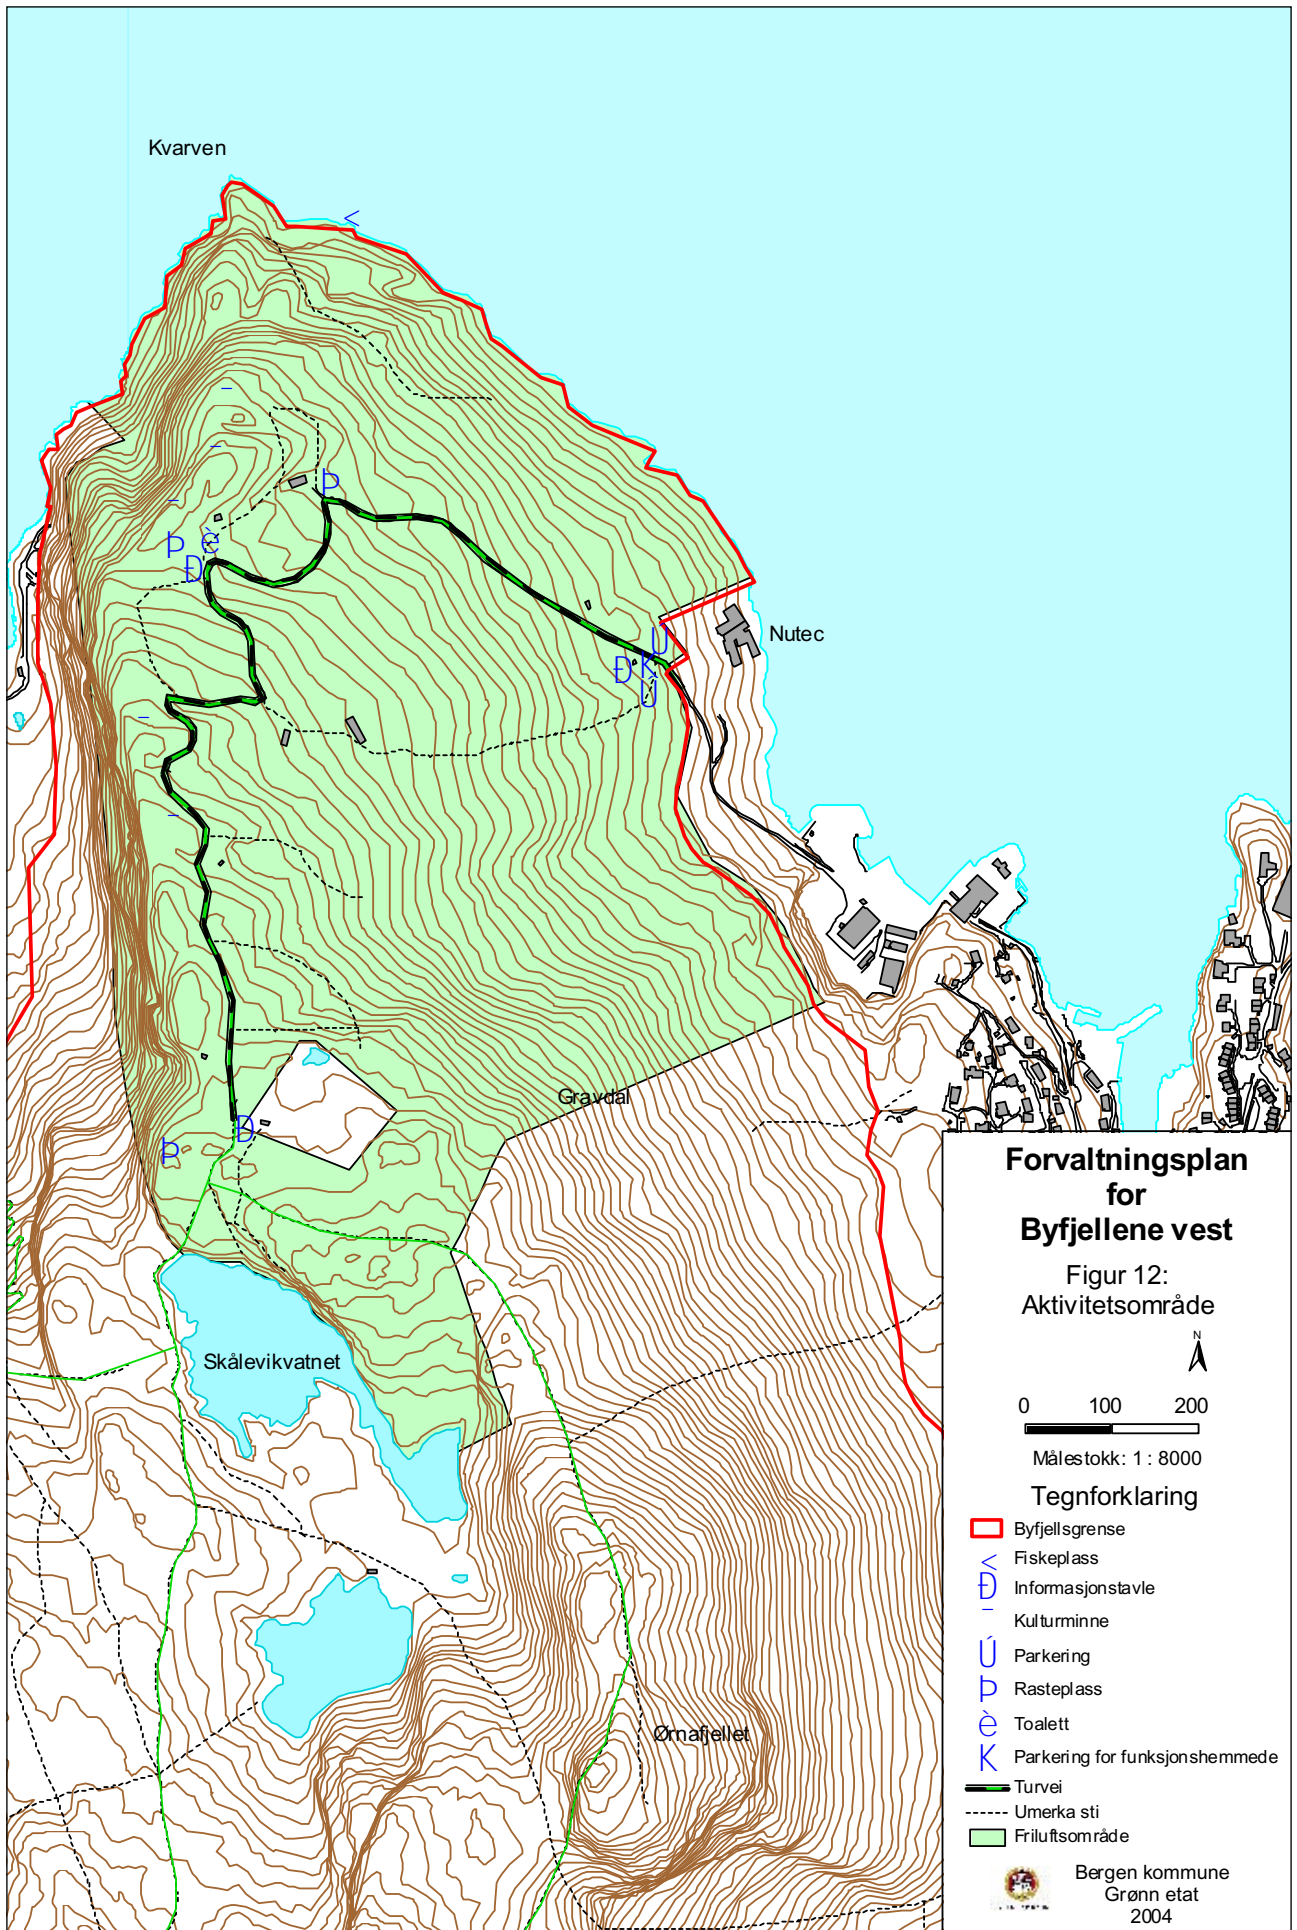 Kvarven
<
–
–
Þ
–
Þ
è
Đ
Ú
Nutec
Đ
K
Ú
–
–
Gravdal
Đ
Þ
Skålevikvatnet
Ørnafjellet
Forvaltningsplan
for
Byfjellene vest
Figur 12:
Aktivitetsområde
N
0 100 200
Målestokk: 1 : 8000
Tegnforklaring
Byfjellsgrense
< Fiskeplass
Đ Informasjonstavle
– Kulturminne
Ú Parkering
Þ Rasteplass
è Toalett
K Parkering for funksjonshemmede
Turvei
Umerka sti
Friluftsområde
Bergen kommune
Grønn etat
2004